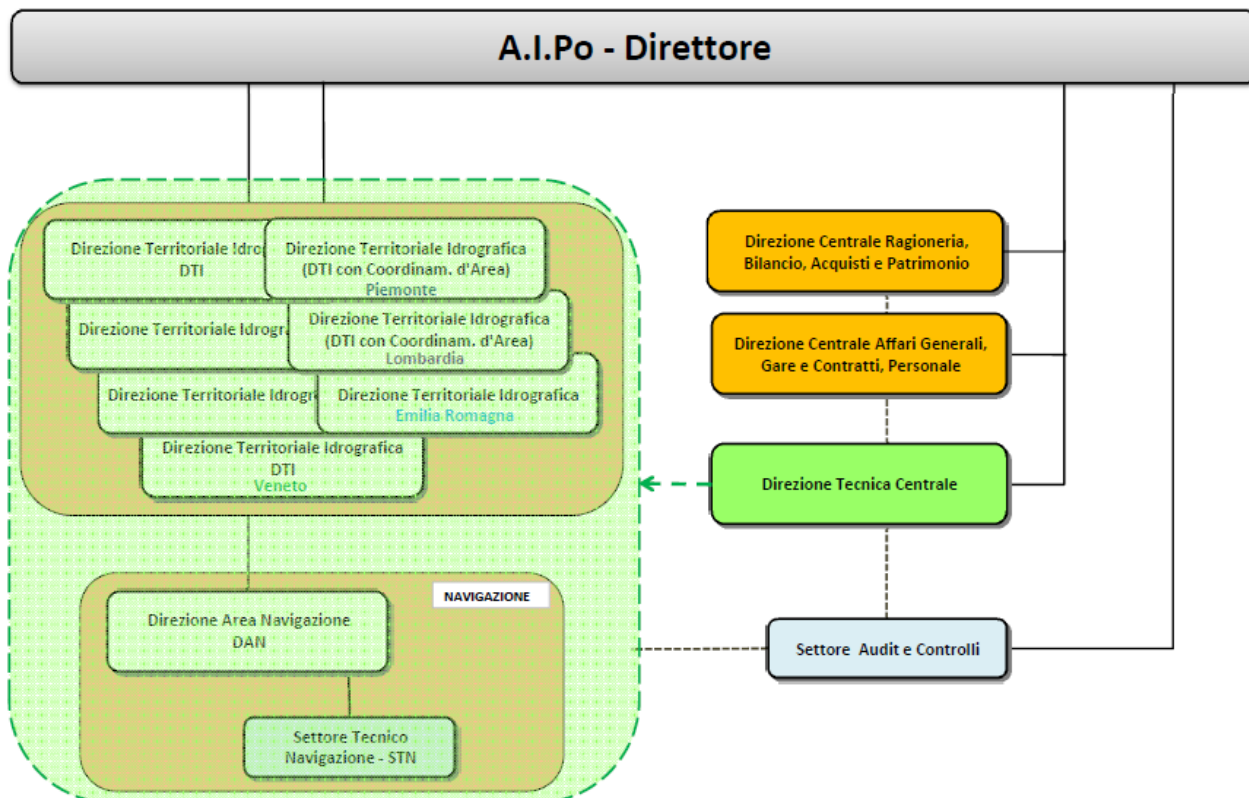 A.I.Po - Direttore
Direzione Territoriale
DTI
Direzione Territoriale Idrografica
(DTI con Coordinam. d'Area)
Piemonte
Direzione Territoriale
Direzione Territoriale Idrografica
(DTI con Coordinam. d'Area)
Lombardia
Direzione Territoriale
Direzione Territoriale Idrografica
Emilia Romagna
Direzione Territoriale Idrografica
DTI
Veneto
NAVIGAZIONE
Direzione Area Navigazione
DAN
Settore Tecnico
Navigazione - STN
Direzione Centrale Ragioneria,
Bilancio, Acquisti e Patrimonio
Direzione Centrale Affari Generali,
Gare e Contratti, Personale
Direzione Tecnica Centrale
Settore Audit e Controlli